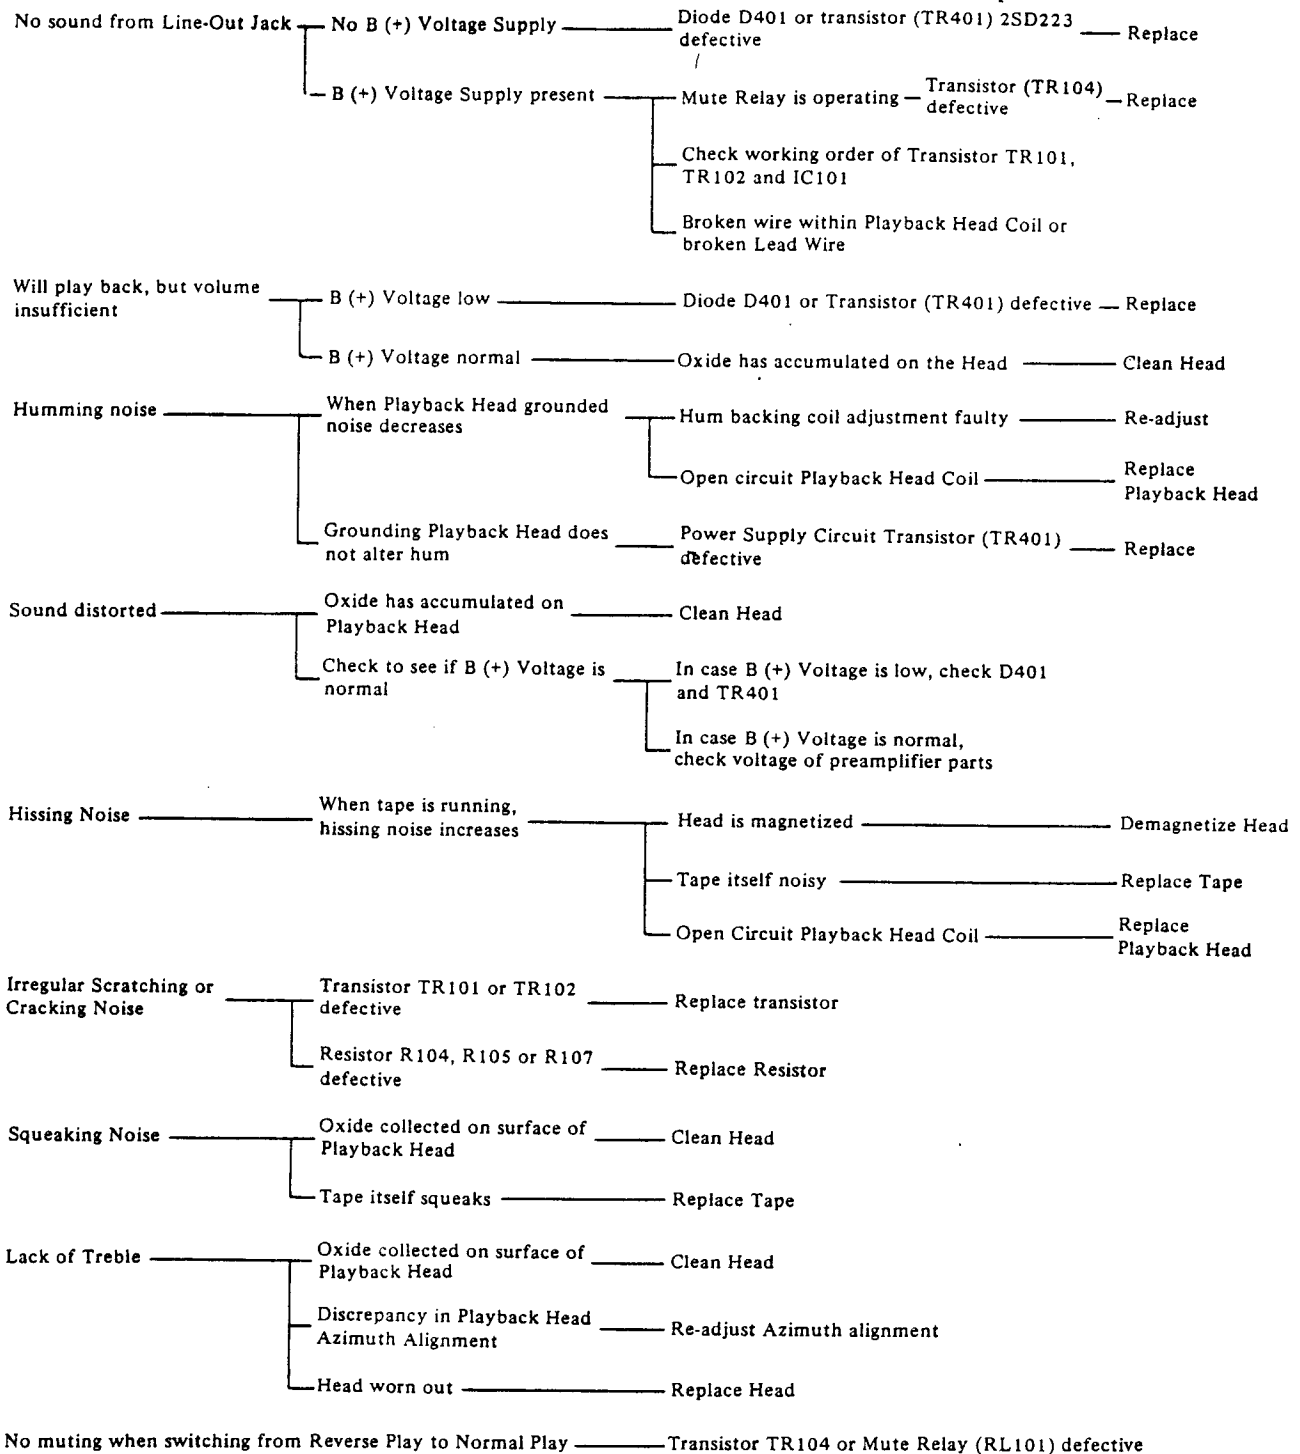 No sound from Line-Out Jack
No B (+) Voltage Supply
Diode D401 or transistor (TR401) 2SD223
defective
Replace
B (+) Voltage Supply present
Mute Relay is operating
Transistor (TR104)
defective
Replace
Check working order of Transistor TR101,
TR102 and IC101
Broken wire within Playback Head Coil or
broken Lead Wire
Will play back, but volume
insufficient
B (+) Voltage low
Diode D401 or Transistor (TR401) defective
Replace
B (+) Voltage normal
Oxide has accumulated on the Head
Clean Head
Humming noise
When Playback Head grounded
noise decreases
Hum backing coil adjustment faulty
Re-adjust
Open circuit Playback Head Coil
Replace
Playback Head
Grounding Playback Head does
not alter hum
Power Supply Circuit Transistor (TR401)
defective
Replace
Sound distorted
Oxide has accumulated on
Playback Head
Clean Head
Check to see if B (+) Voltage is
normal
In case B (+) Voltage is low, check D401
and TR401
In case B (+) Voltage is normal,
check voltage of preamplifier parts
Hissing Noise
When tape is running,
hissing noise increases
Head is magnetized
Demagnetize Head
Tape itself noisy
Replace Tape
Open Circuit Playback Head Coil
Replace
Playback Head
Irregular Scratching or
Cracking Noise
Transistor TR101 or TR102
defective
Replace transistor
Resistor R104, R105 or R107
defective
Replace Resistor
Squeaking Noise
Oxide collected on surface of
Playback Head
Clean Head
Tape itself squeaks
Replace Tape
Lack of Treble
Oxide collected on surface of
Playback Head
Clean Head
Discrepancy in Playback Head
Azimuth Alignment
Re-adjust Azimuth alignment
Head worn out
Replace Head
No muting when switching from Reverse Play to Normal Play
Transistor TR104 or Mute Relay (RL101) defective